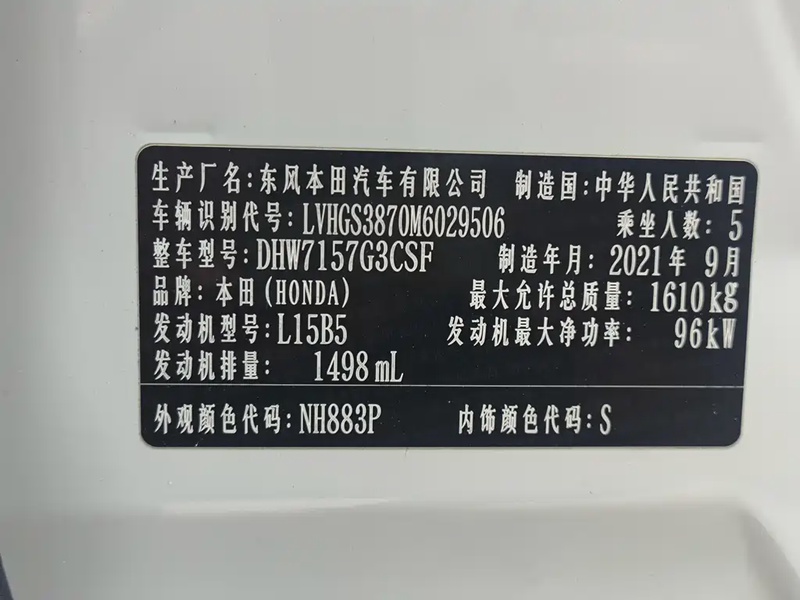 生产厂名:东风本田汽车有限公司 制造国:中华人民共和国
车辆识别代号:LVHGS3870M6029506 乘坐人数:5
整车型号:DHW7157G3CSF 制造年月:2021年9月
品牌:本田(HONDA) 最大允许总质量:1610kg
发动机型号:L15B5 发动机最大净功率:96kW
发动机排量:1498mL
外观颜色代码:NH883P 内饰颜色代码:S